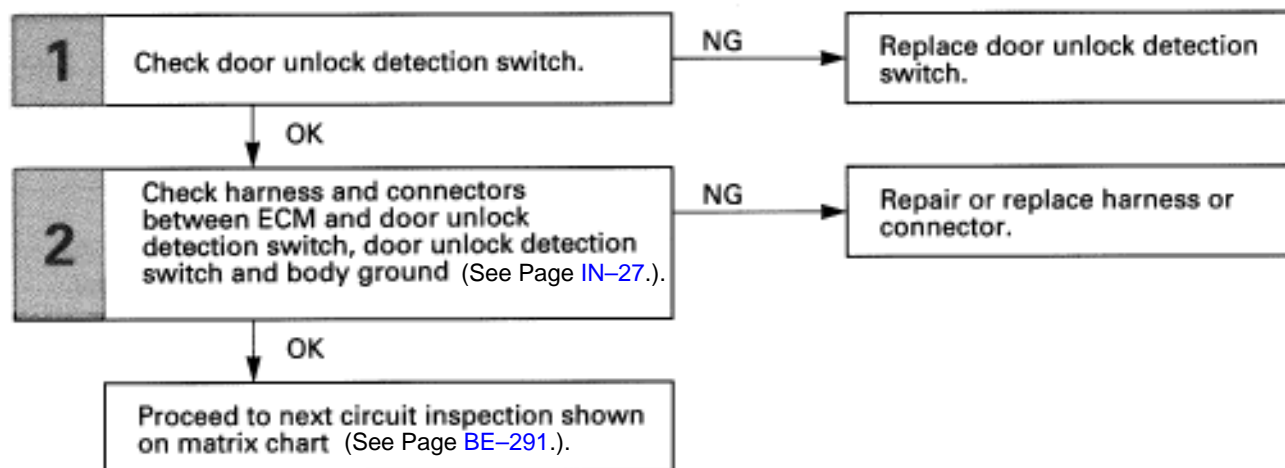 1
Check door unlock detection switch.
NG
Replace door unlock detection
switch.
OK
2
Check harness and connectors
between ECM and door unlock
detection switch, door unlock detection
switch and body ground (See Page IN–27.).
NG
Repair or replace harness or
connector.
OK
Proceed to next circuit inspection shown
on matrix chart (See Page BE–291.).